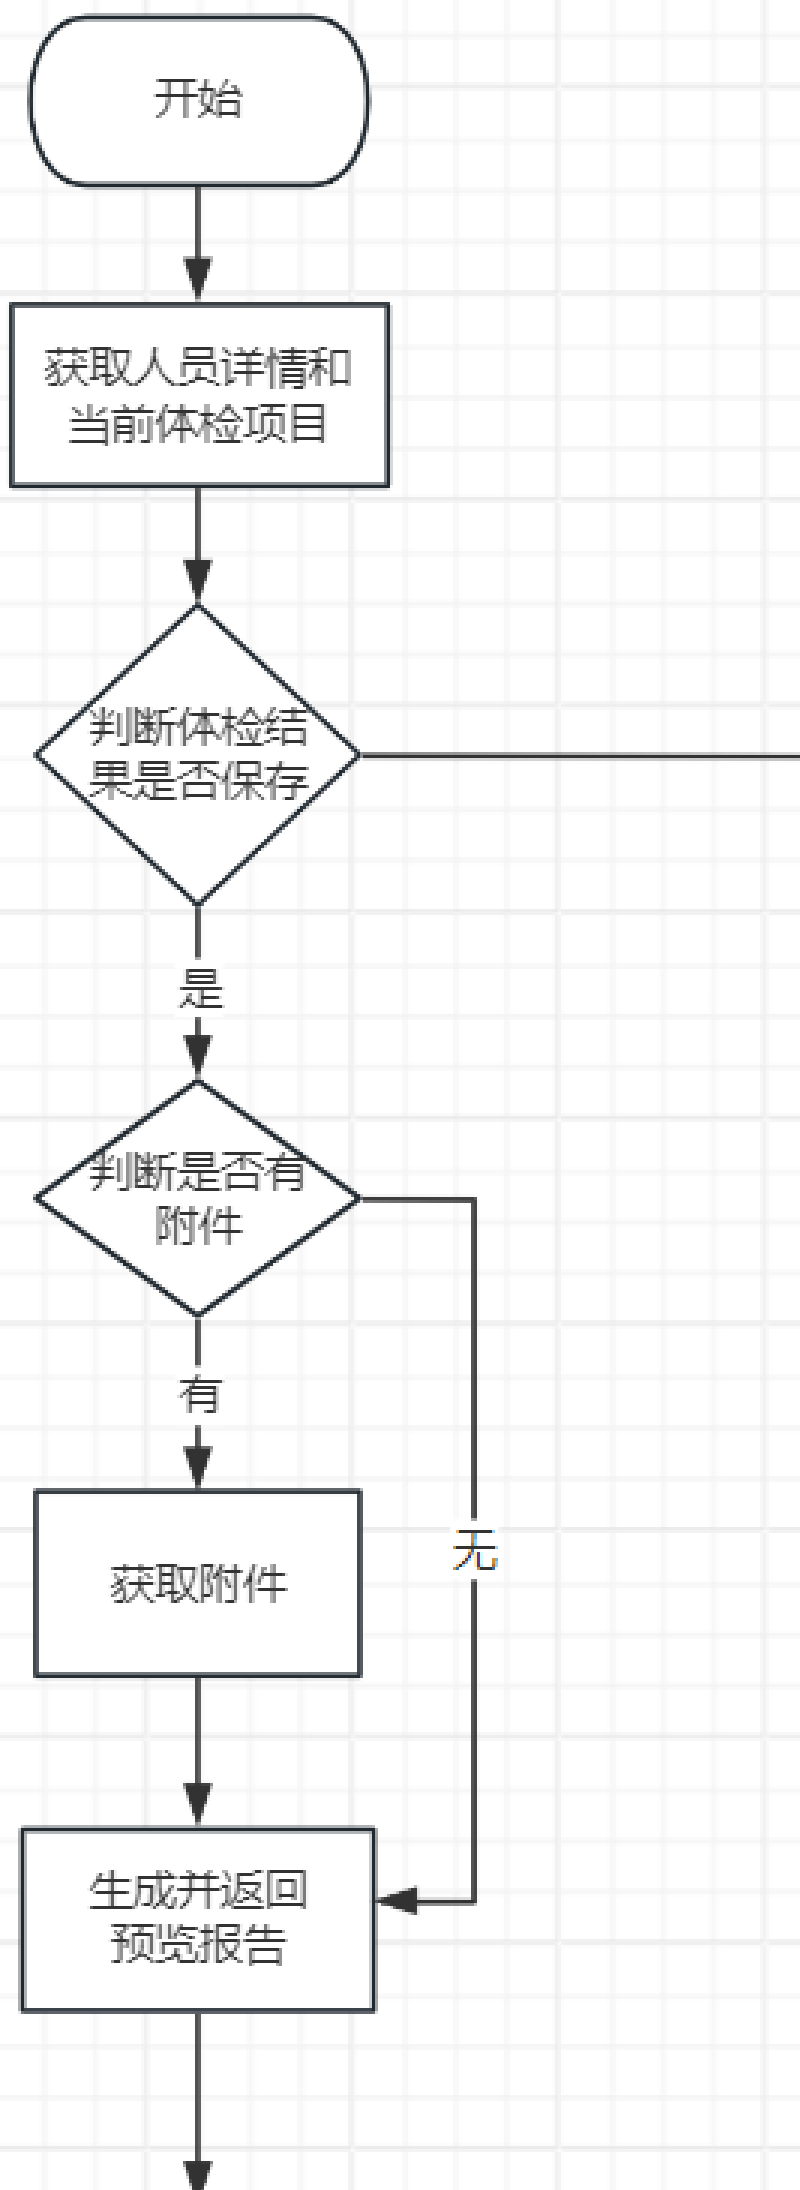 开始
获取人员详情和
当前体检项目
判断体检结
果是否保存
是
判断是否有
附件
有
无
获取附件
生成并返回
预览报告